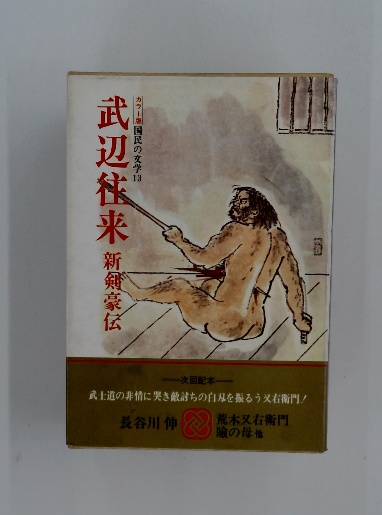 カラー版 国民の文学13
武辺往来
新剣豪伝
──次回配本──
武士道の非情に哭き敵討ちの白刃を振るう又右衛門！
長谷川 伸
荒木又右衛門
瞼の母 他